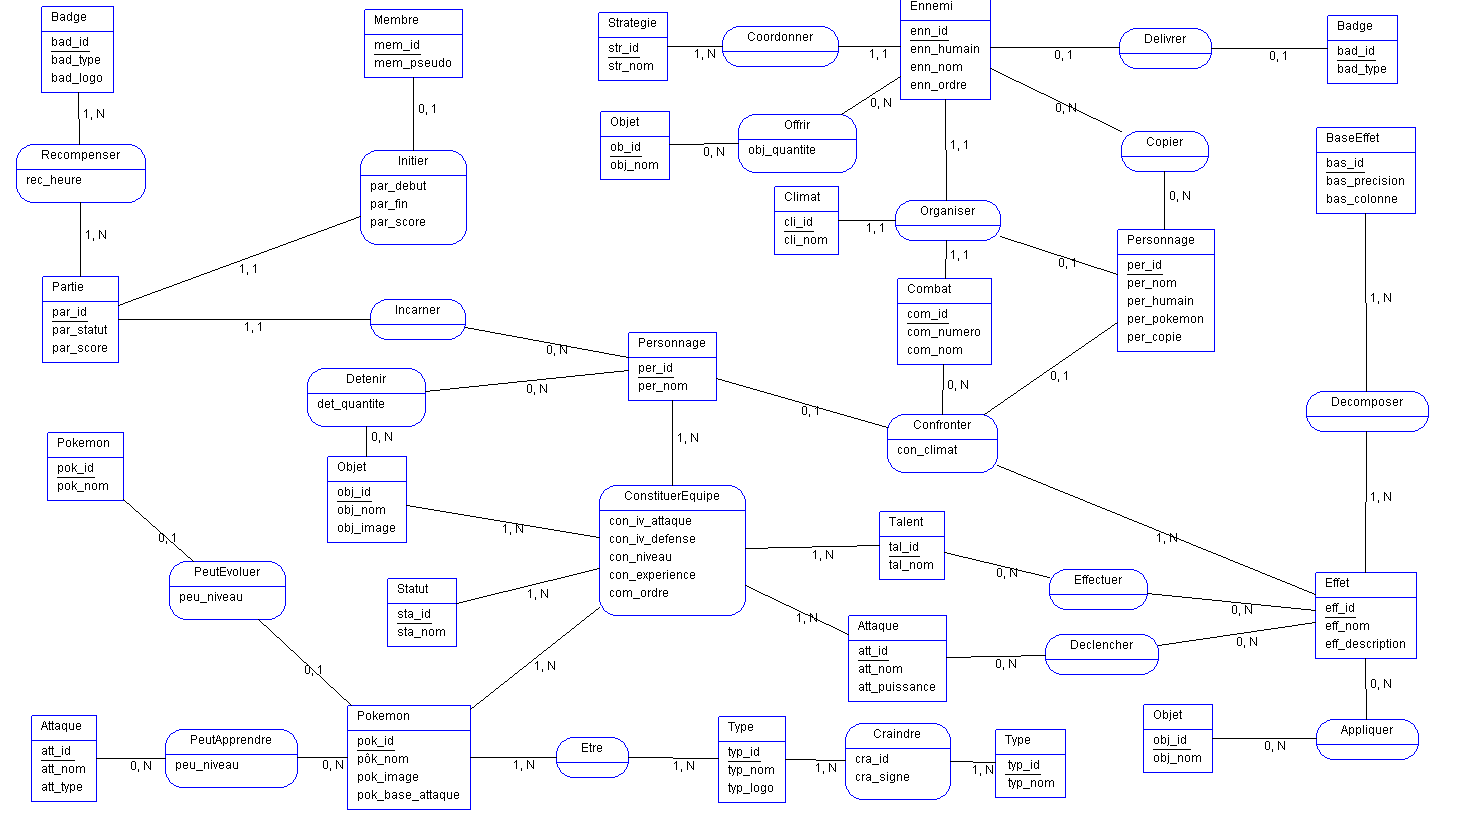 Badge
bad_id
bad_type
bad_logo
1, N
Recompenser
rec_heure
1, N
Membre
mem_id
mem_pseudo
0, 1
Initier
par_debut
par_fin
par_score
1, 1
Partie
par_id
par_statut
par_score
1, 1
Incarner
0, N
Strategie
str_id
str_nom
1, N
Coordonner
1, 1
Ennemi
enn_id
enn_humain
enn_nom
enn_ordre
0, 1
Delivrer
0, 1
Badge
bad_id
bad_type
Objet
ob_id
obj_nom
0, N
Offrir
obj_quantite
0, N
0, N
Copier
0, N
1, 1
Climat
cli_id
cli_nom
1, 1
Organiser
0, 1
1, 1
Personnage
per_id
per_nom
per_humain
per_pokemon
per_copie
0, 1
BaseEffet
bas_id
bas_precision
bas_colonne
1, N
Decomposer
1, N
Combat
com_id
com_numero
com_nom
0, N
Confronter
con_climat
1, N
Personnage
per_id
per_nom
0, 1
1, N
Detenir
det_quantite
0, N
0, N
Objet
obj_id
obj_nom
obj_image
1, N
ConstituerEquipe
con_iv_attaque
con_iv_defense
con_niveau
con_experience
com_ordre
Statut
sta_id
sta_nom
1, N
1, N
1, N
Talent
tal_id
tal_nom
0, N
Effectuer
0, N
1, N
Attaque
att_id
att_nom
att_puissance
0, N
Declencher
0, N
Effet
eff_id
eff_nom
eff_description
0, N
Appliquer
0, N
Objet
obj_id
obj_nom
Pokemon
pok_id
pok_nom
0, 1
PeutEvoluer
peu_niveau
0, 1
Attaque
att_id
att_nom
att_type
0, N
PeutApprendre
peu_niveau
0, N
Pokemon
pok_id
pôk_nom
pok_image
pok_base_attaque
1, N
Etre
1, N
Type
typ_id
typ_nom
typ_logo
1, N
Craindre
cra_id
cra_signe
1, N
Type
typ_id
typ_nom